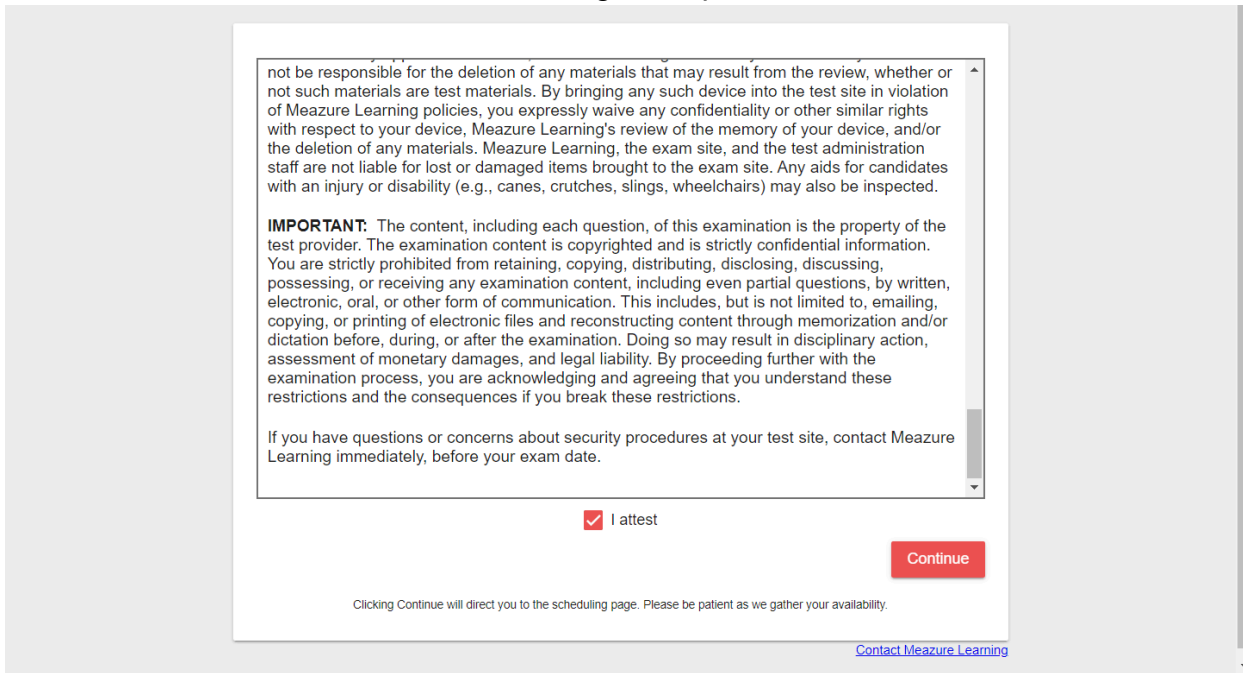 not be responsible for the deletion of any materials that may result from the review, whether or
not such materials are test materials. By bringing any such device into the test site in violation
of Meazure Learning policies, you expressly waive any confidentiality or other similar rights
with respect to your device, Meazure Learning's review of the memory of your device, and/or
the deletion of any materials. Meazure Learning, the exam site, and the test administration
staff are not liable for lost or damaged items brought to the exam site. Any aids for candidates
with an injury or disability (e.g., canes, crutches, slings, wheelchairs) may also be inspected.
IMPORTANT: The content, including each question, of this examination is the property of the
test provider. The examination content is copyrighted and is strictly confidential information.
You are strictly prohibited from retaining, copying, distributing, disclosing, discussing,
possessing, or receiving any examination content, including even partial questions, by written,
electronic, oral, or other form of communication. This includes, but is not limited to, emailing,
copying, or printing of electronic files and reconstructing content through memorization and/or
dictation before, during, or after the examination. Doing so may result in disciplinary action,
assessment of monetary damages, and legal liability. By proceeding further with the
examination process, you are acknowledging and agreeing that you understand these
restrictions and the consequences if you break these restrictions.
If you have questions or concerns about security procedures at your test site, contact Meazure
Learning immediately, before your exam date.
I attest
Continue
Clicking Continue will direct you to the scheduling page. Please be patient as we gather your availability.
Contact Meazure Learning